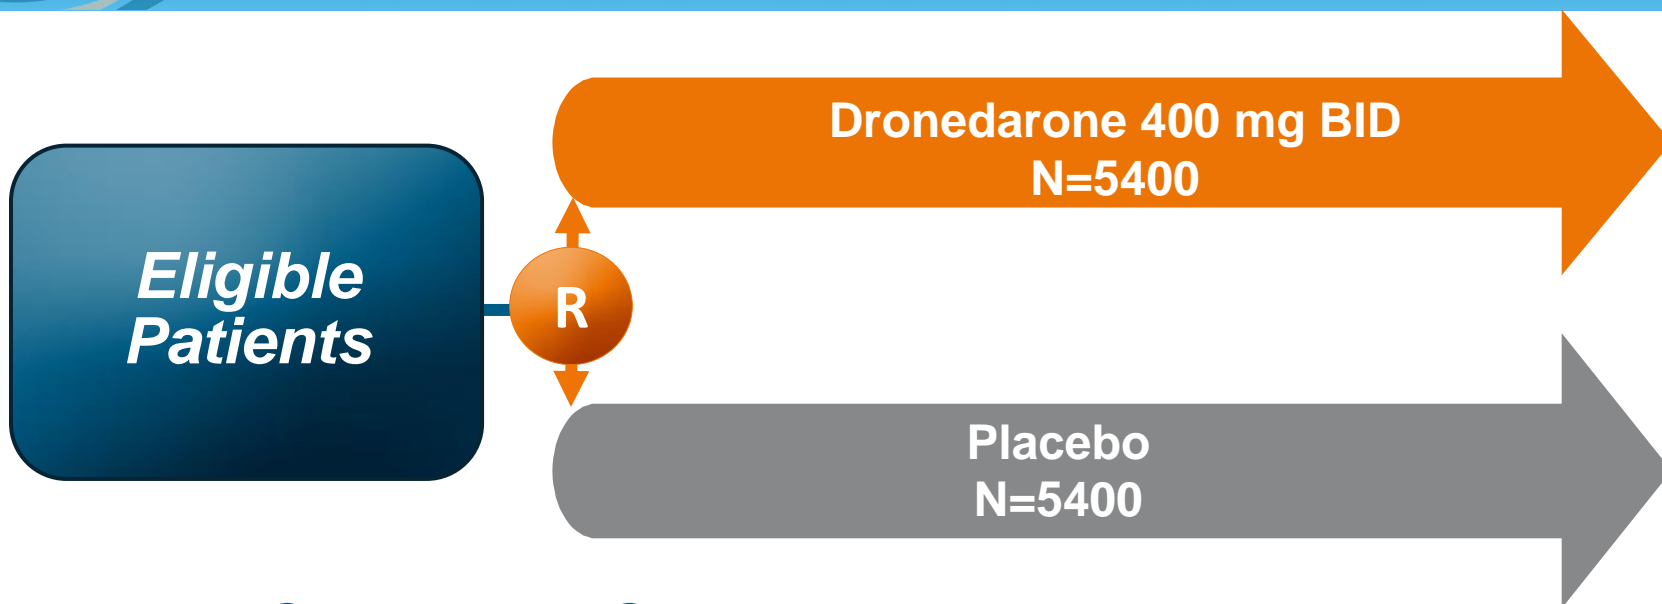 Eligible
Patients
R
Dronedarone 400 mg BID
N=5400
Placebo
N=5400